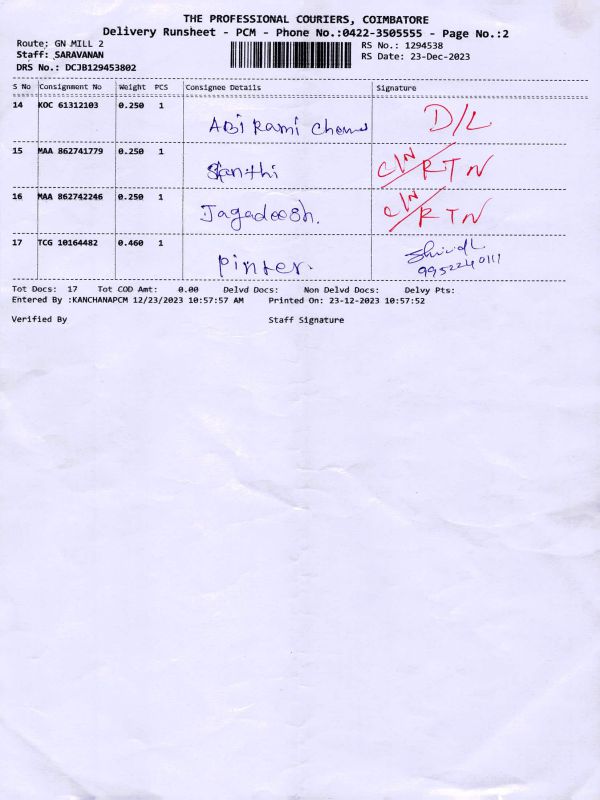 THE PROFESSIONAL COURIERS, COIMBATORE
Delivery Runsheet - PCM - Phone No.:0422-3505555 - Page No.:2
Route: GN MILL 2
Staff: SARAVANAN
DRS No.: DCJB129453802
RS No.: 1294538
RS Date: 23-Dec-2023
S No Consignment No Weight PCS Consignee Details Signature
14 KOC 61312103 0.250 1 Abi Rami D/L
15 MAA 862741779 0.250 1 Santhi C/N RTN
16 MAA 862742246 0.250 1 Jagadeesh. C/N RTN
17 TCG 10164482 0.460 1 Pinter.
9952240111
Tot Docs: 17 Tot COD Amt: 0.00 Delvd Docs: Non Delvd Docs: Delvy Pts:
Entered By :KANCHANAPCM 12/23/2023 10:57:57 AM Printed On: 23-12-2023 10:57:52
Verified By Staff Signature